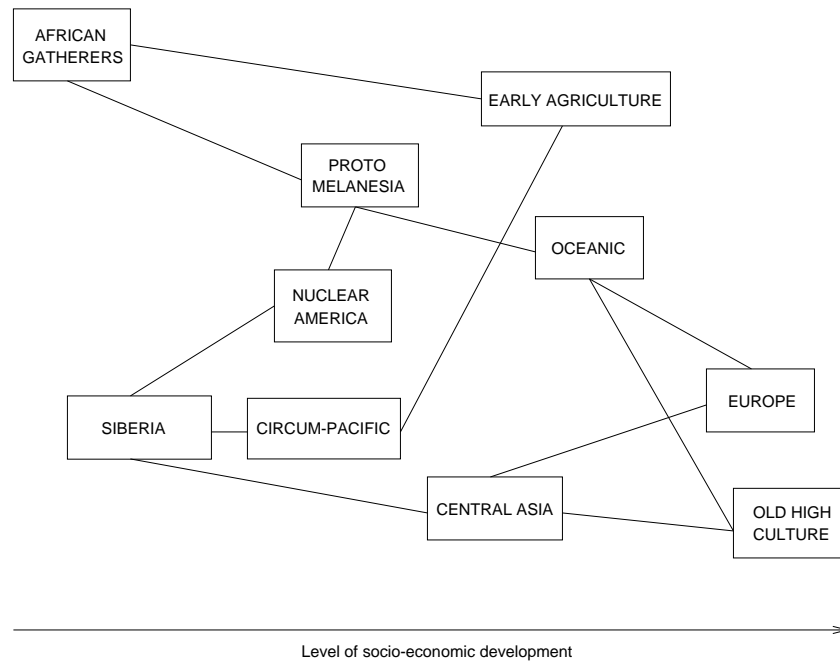 AFRICAN
GATHERERS
EARLY AGRICULTURE
PROTO
MELANESIA
OCEANIC
NUCLEAR
AMERICA
EUROPE
SIBERIA
CIRCUM-PACIFIC
CENTRAL ASIA
OLD HIGH
CULTURE
Level of socio-economic development